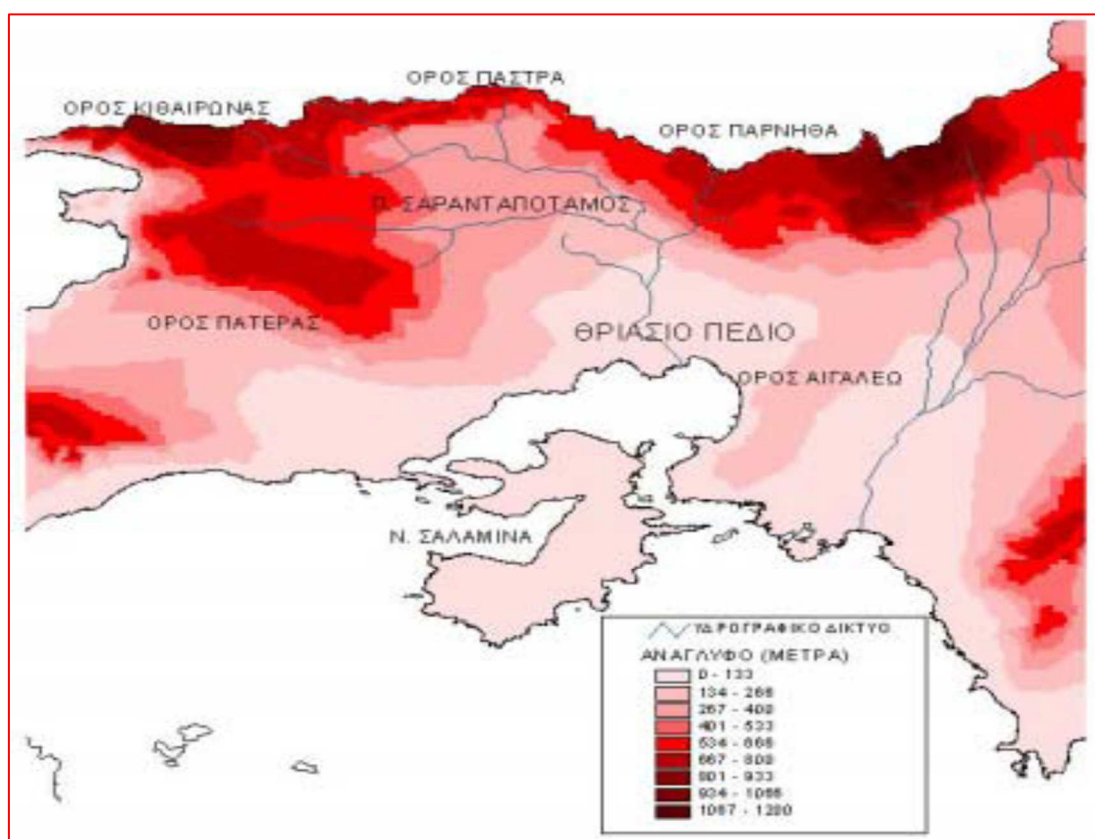 ΟΡΟΣ ΠΑΣΤΡΑ
ΟΡΟΣ ΚΙΘΑΙΡΩΝΑΣ
ΟΡΟΣ ΠΑΡΝΗΘΑ
Π. ΣΑΡΑΝΤΑΠΟΤΑΜΟΣ
ΟΡΟΣ ΠΑΤΕΡΑΣ
ΘΡΙΑΣΙΟ ΠΕΔΙΟ
ΟΡΟΣ ΑΙΓΑΛΕΩ
Ν. ΣΑΛΑΜΙΝΑ
ΥΔΡΟΓΡΑΦΙΚΟ ΔΙΚΤΥΟ
ΑΝΑΓΛΥΦΟ (ΜΕΤΡΑ)
0 - 133
134 - 266
267 - 400
401 - 533
534 - 666
667 - 800
801 - 933
934 - 1066
1067 - 1200